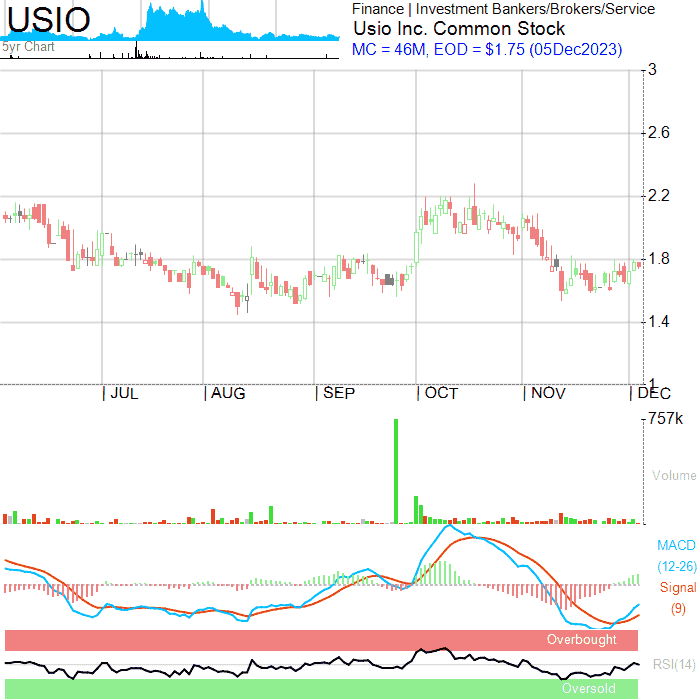 USIO
5yr Chart
Finance | Investment Bankers/Brokers/Service
Usio Inc. Common Stock
MC = 46M, EOD = $1.75 (05Dec2023)
3
2.6
2.2
1.8
1.4
1
| JUL | AUG | SEP | OCT | NOV | DEC
757k
Volume
MACD
(12-26)
Signal
(9)
Overbought
RSI(14)
Oversold